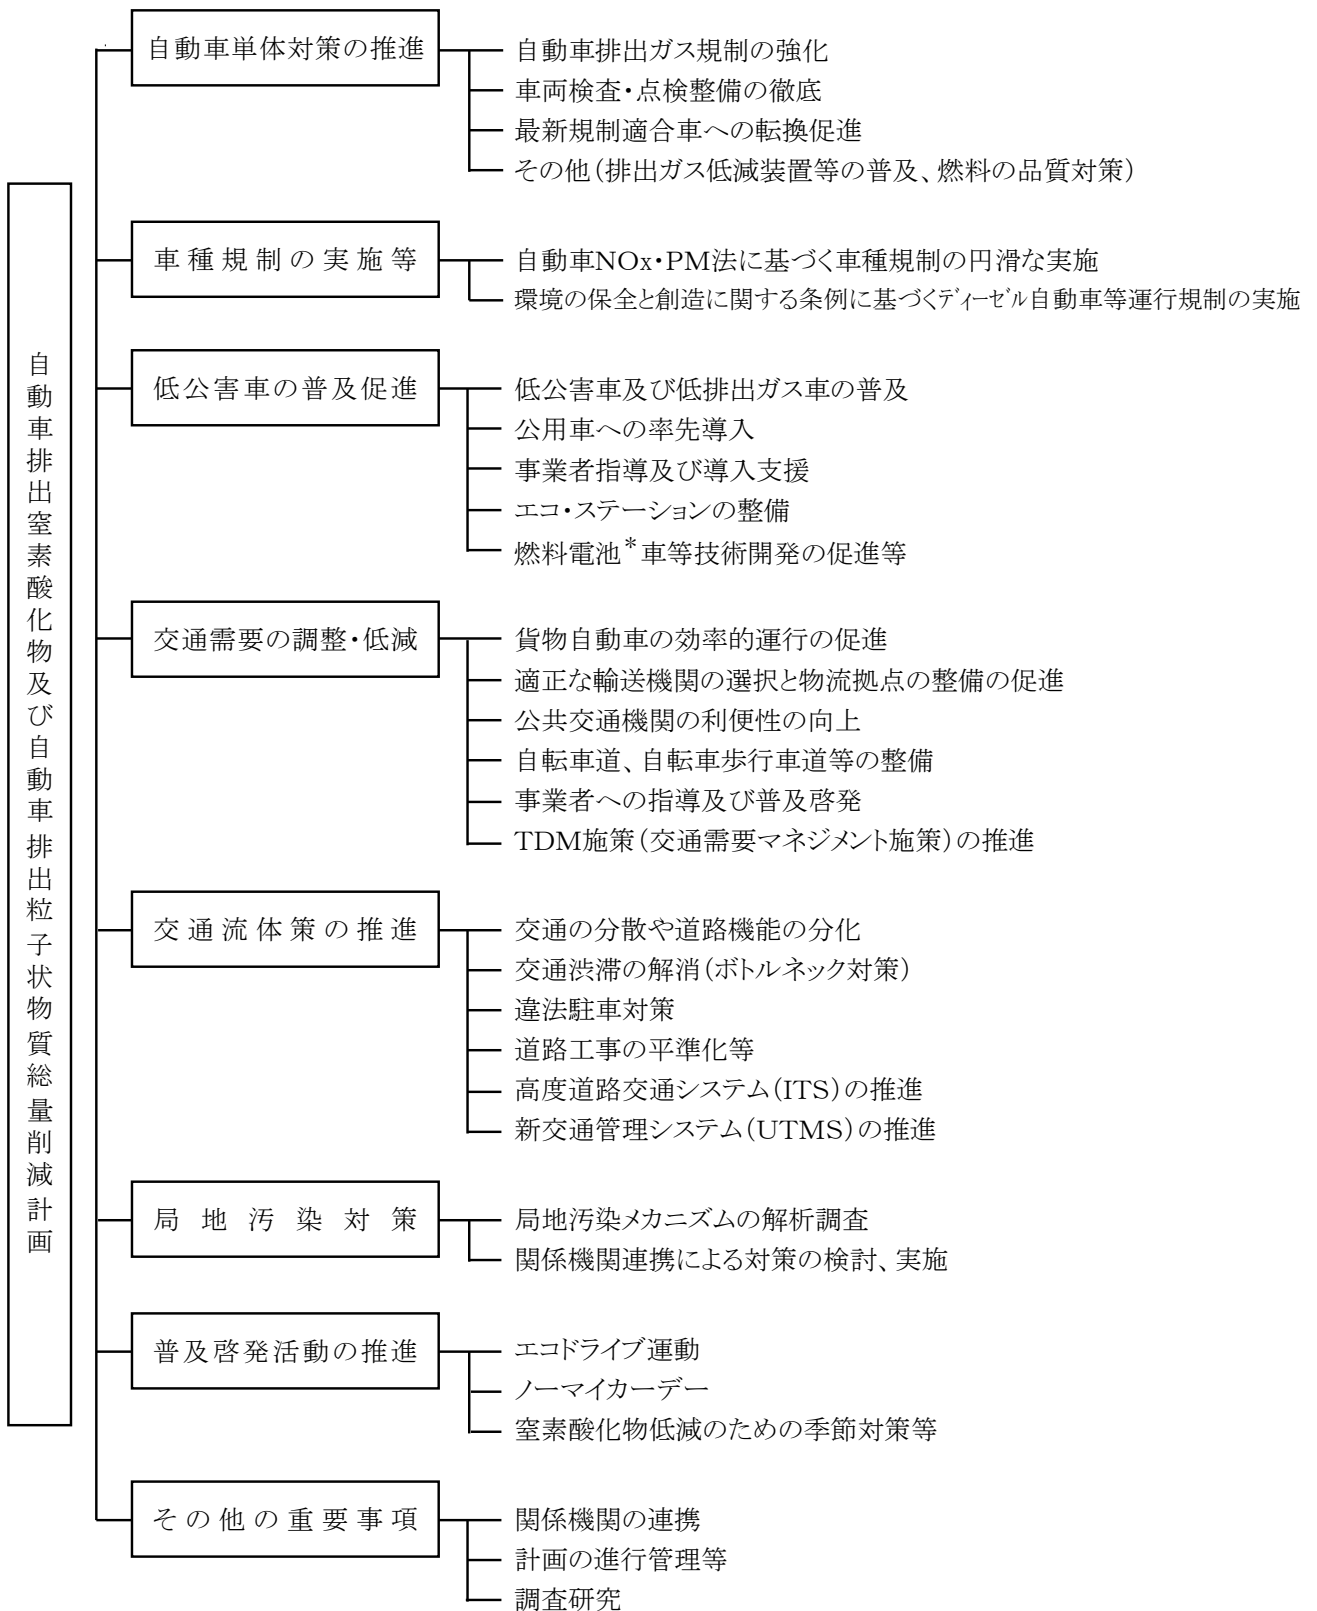 自動車排出窒素酸化物及び自動車排出粒子状物質総量削減計画
自動車単体対策の推進
自動車排出ガス規制の強化
車両検査・点検整備の徹底
最新規制適合車への転換促進
その他(排出ガス低減装置等の普及、燃料の品質対策)
車種規制の実施等
自動車NOx・PM法に基づく車種規制の円滑な実施
環境の保全と創造に関する条例に基づくディーゼル自動車等運行規制の実施
低公害車の普及促進
低公害車及び低排出ガス車の普及
公用車への率先導入
事業者指導及び導入支援
エコ・ステーションの整備
燃料電池*車等技術開発の促進等
交通需要の調整・低減
貨物自動車の効率的運行の促進
適正な輸送機関の選択と物流拠点の整備の促進
公共交通機関の利便性の向上
自転車道、自転車歩行車道等の整備
事業者への指導及び普及啓発
TDM施策(交通需要マネジメント施策)の推進
交通流体策の推進
交通の分散や道路機能の分化
交通渋滞の解消(ボトルネック対策)
違法駐車対策
道路工事の平準化等
高度道路交通システム(ITS)の推進
新交通管理システム(UTMS)の推進
局地汚染対策
局地汚染メカニズムの解析調査
関係機関連携による対策の検討、実施
普及啓発活動の推進
エコドライブ運動
ノーマイカーデー
窒素酸化物低減のための季節対策等
その他の重要事項
関係機関の連携
計画の進行管理等
調査研究